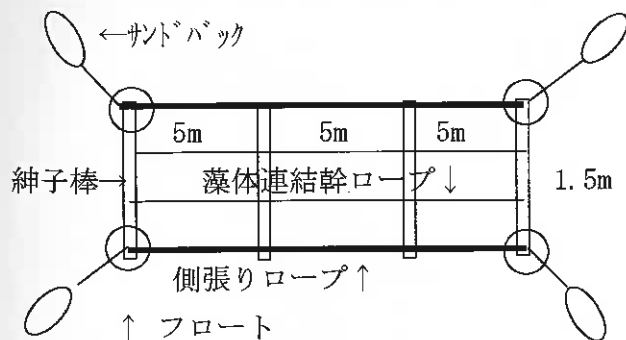 ←サンドバック
5m 5m 5m
紳子棒→ 藻体連結幹ロープ↓ 1.5m
側張りロープ↑
↑ フロート